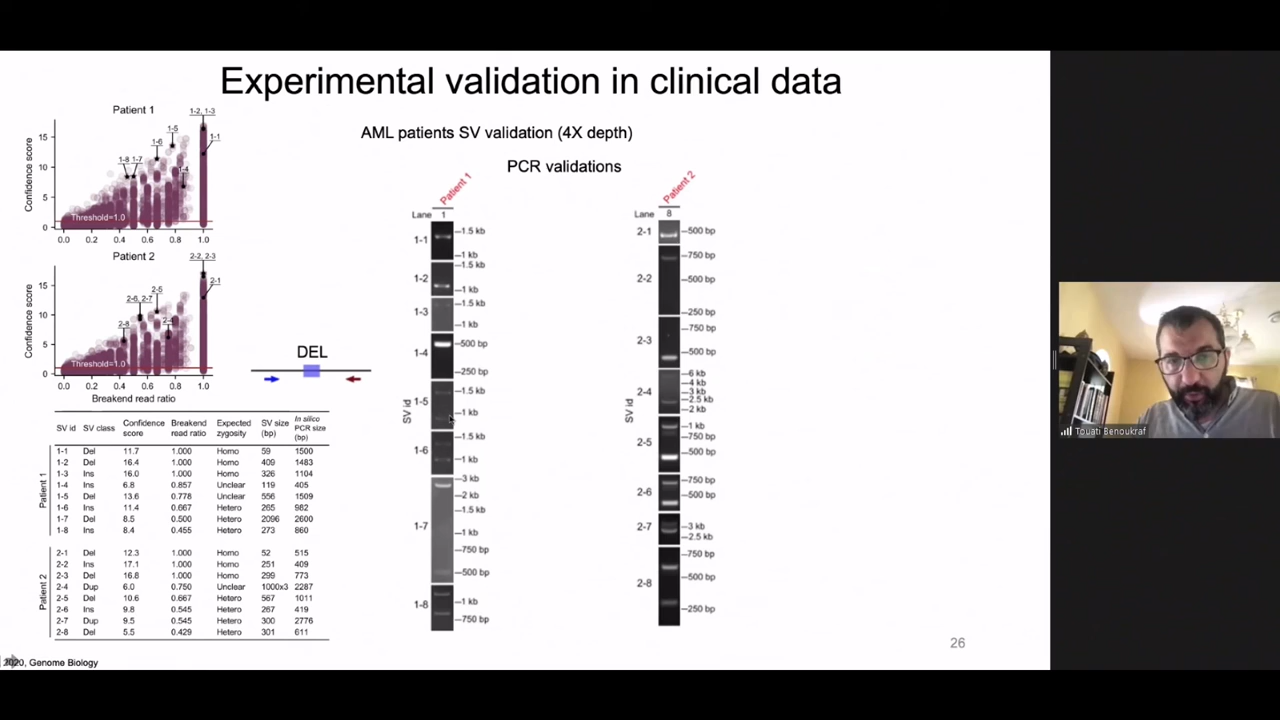 Experimental validation in clinical data
AML patients SV validation (4X depth)
PCR validations
Patient 1
1-2, 1-3
1-5
1-1
1-6
1-8
1-7
1-4
Confidence score
15
10
5
0
Threshold=1.0
0.0 0.2 0.4 0.6 0.8 1.0
Patient 2
2-2, 2-3
2-5
2-1
2-6, 2-7
2-8
Confidence score
15
10
5
0
Threshold=1.0
0.0 0.2 0.4 0.6 0.8 1.0
Breakend read ratio
DEL
SV id SV class Confidence score Breakend read ratio Expected zygosity SV size (bp) In silico PCR size (bp)
Patient 1
1-1 Del 11.7 1.000 Homo 59 1500
1-2 Del 16.4 1.000 Homo 409 1483
1-3 Ins 16.0 1.000 Homo 326 1104
1-4 Ins 6.8 0.857 Unclear 119 405
1-5 Del 13.6 0.778 Unclear 556 1509
1-6 Ins 11.4 0.667 Hetero 265 982
1-7 Del 8.5 0.500 Hetero 2096 2600
1-8 Ins 8.4 0.455 Hetero 273 860
Patient 2
2-1 Del 12.3 1.000 Homo 52 515
2-2 Ins 17.1 1.000 Homo 251 409
2-3 Del 16.8 1.000 Homo 299 773
2-4 Dup 6.0 0.750 Unclear 1000x3 2287
2-5 Del 10.6 0.667 Hetero 567 1011
2-6 Ins 9.8 0.545 Hetero 267 419
2-7 Dup 9.5 0.545 Hetero 300 2776
2-8 Del 5.5 0.429 Hetero 301 611
Patient 1
Lane 1
SV id
1-1
1.5 kb
1 kb
1-2
1.5 kb
1 kb
1-3
1.5 kb
1 kb
1-4
500 bp
250 bp
1-5
1.5 kb
1 kb
1-6
1.5 kb
1 kb
1-7
3 kb
2 kb
1 kb
750 bp
500 bp
1-8
1 kb
750 bp
Patient 2
Lane 8
SV id
2-1
500 bp
2-2
750 bp
500 bp
250 bp
2-3
750 bp
500 bp
2-4
6 kb
4 kb
3 kb
2.5 kb
2 kb
2-5
1 kb
750 bp
500 bp
2-6
750 bp
500 bp
2-7
3 kb
2.5 kb
2-8
750 bp
500 bp
250 bp
26
2020, Genome Biology
Touati Benoukraf